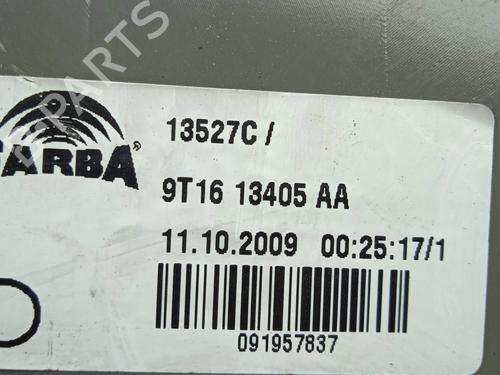 B-PARTS
ARBA®
13527C /
9T16 13405 AA
11.10.2009 00:25:17/1
091957837